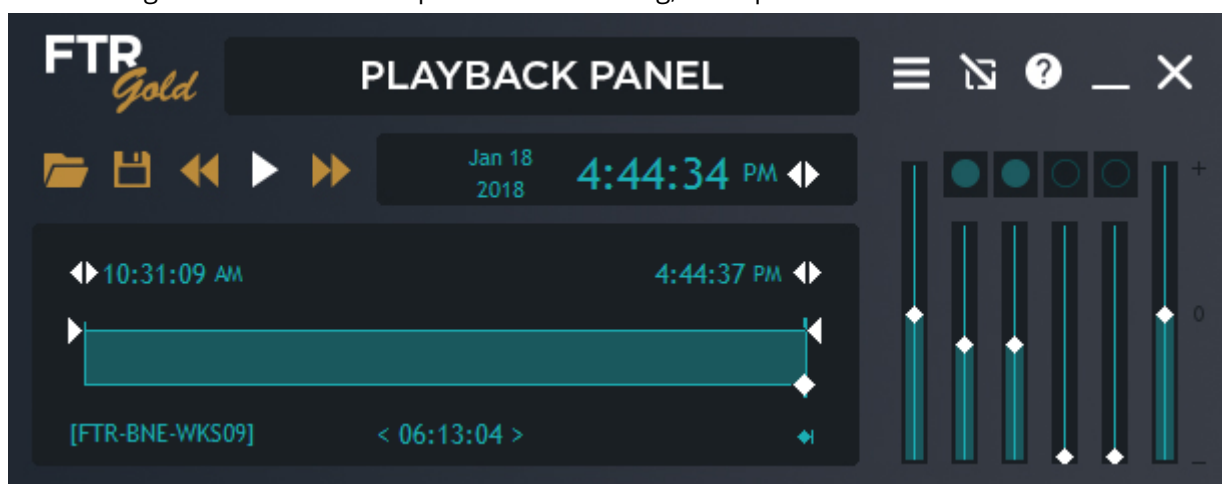 FTR
Gold
PLAYBACK PANEL
?
Jan 18
2018
4:44:34 PM
10:31:09 AM
4:44:37 PM
[FTR-BNE-WKS09]
< 06:13:04 >
+
0
–